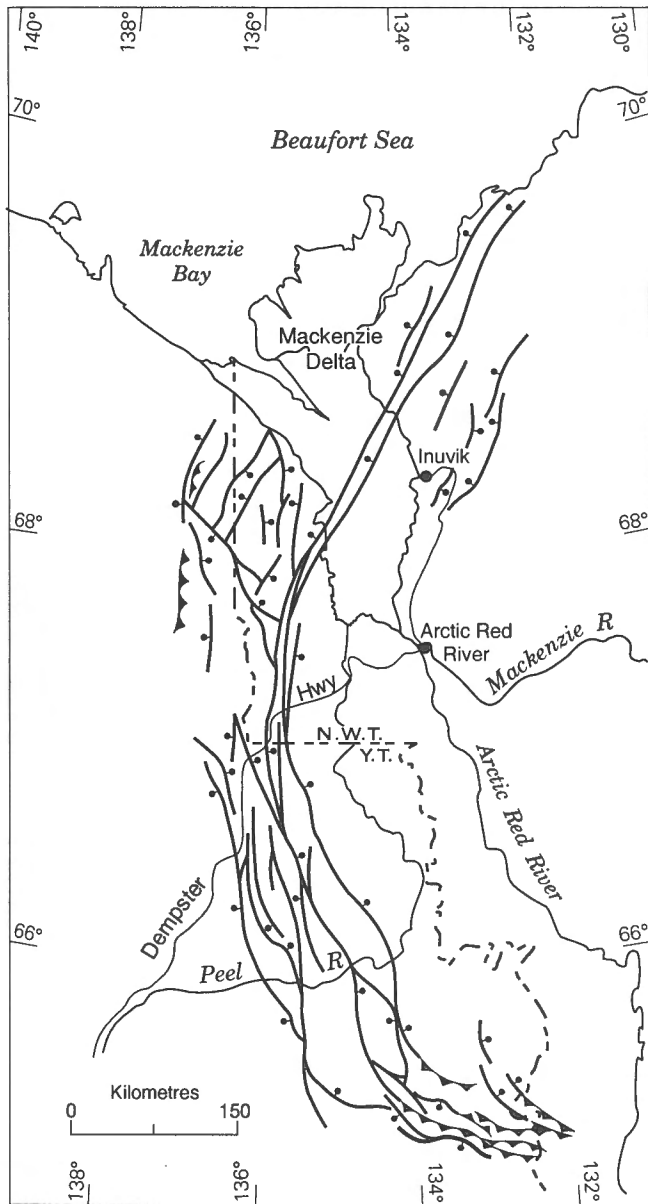 140°
138°
136°
134°
132°
130°
70°
70°
Beaufort Sea
Mackenzie
Bay
Mackenzie
Delta
Inuvik
68°
68°
Arctic Red
River
Mackenzie R
Hwy
N.W.T.
Y.T.
Arctic Red River
Dempster
66°
66°
Peel R
Kilometres
0 150
138°
136°
134°
132°